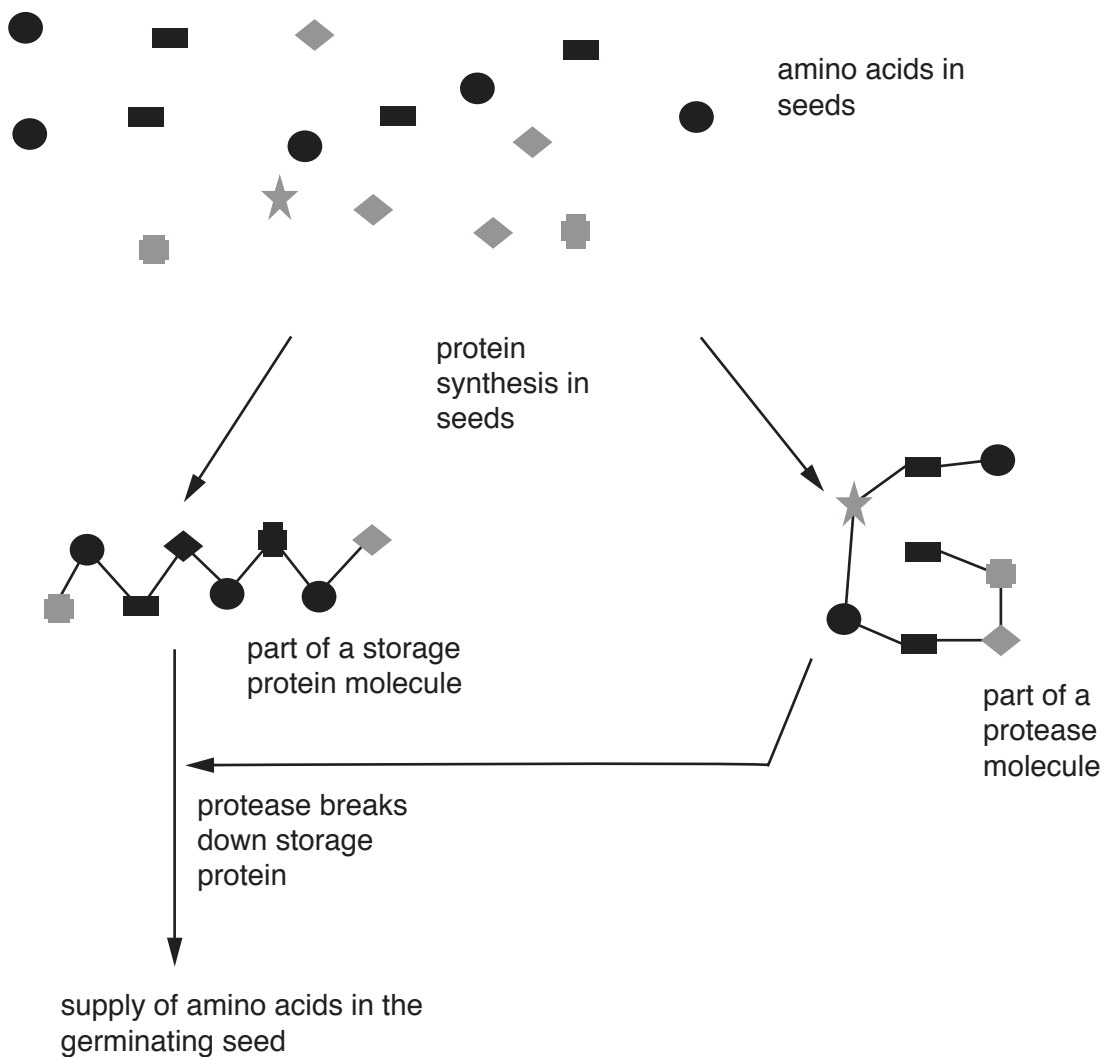 amino acids in
seeds
protein
synthesis in
seeds
part of a storage
protein molecule
part of a
protease
molecule
protease breaks
down storage
protein
supply of amino acids in the
germinating seed